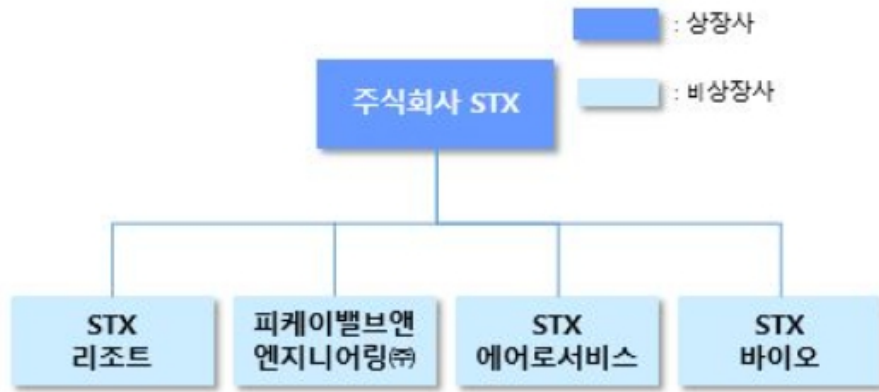 : 상장사
주식회사 STX
: 비상장사
STX
리조트
피케이밸브앤
엔지니어링㈜
STX
에어로서비스
STX
바이오